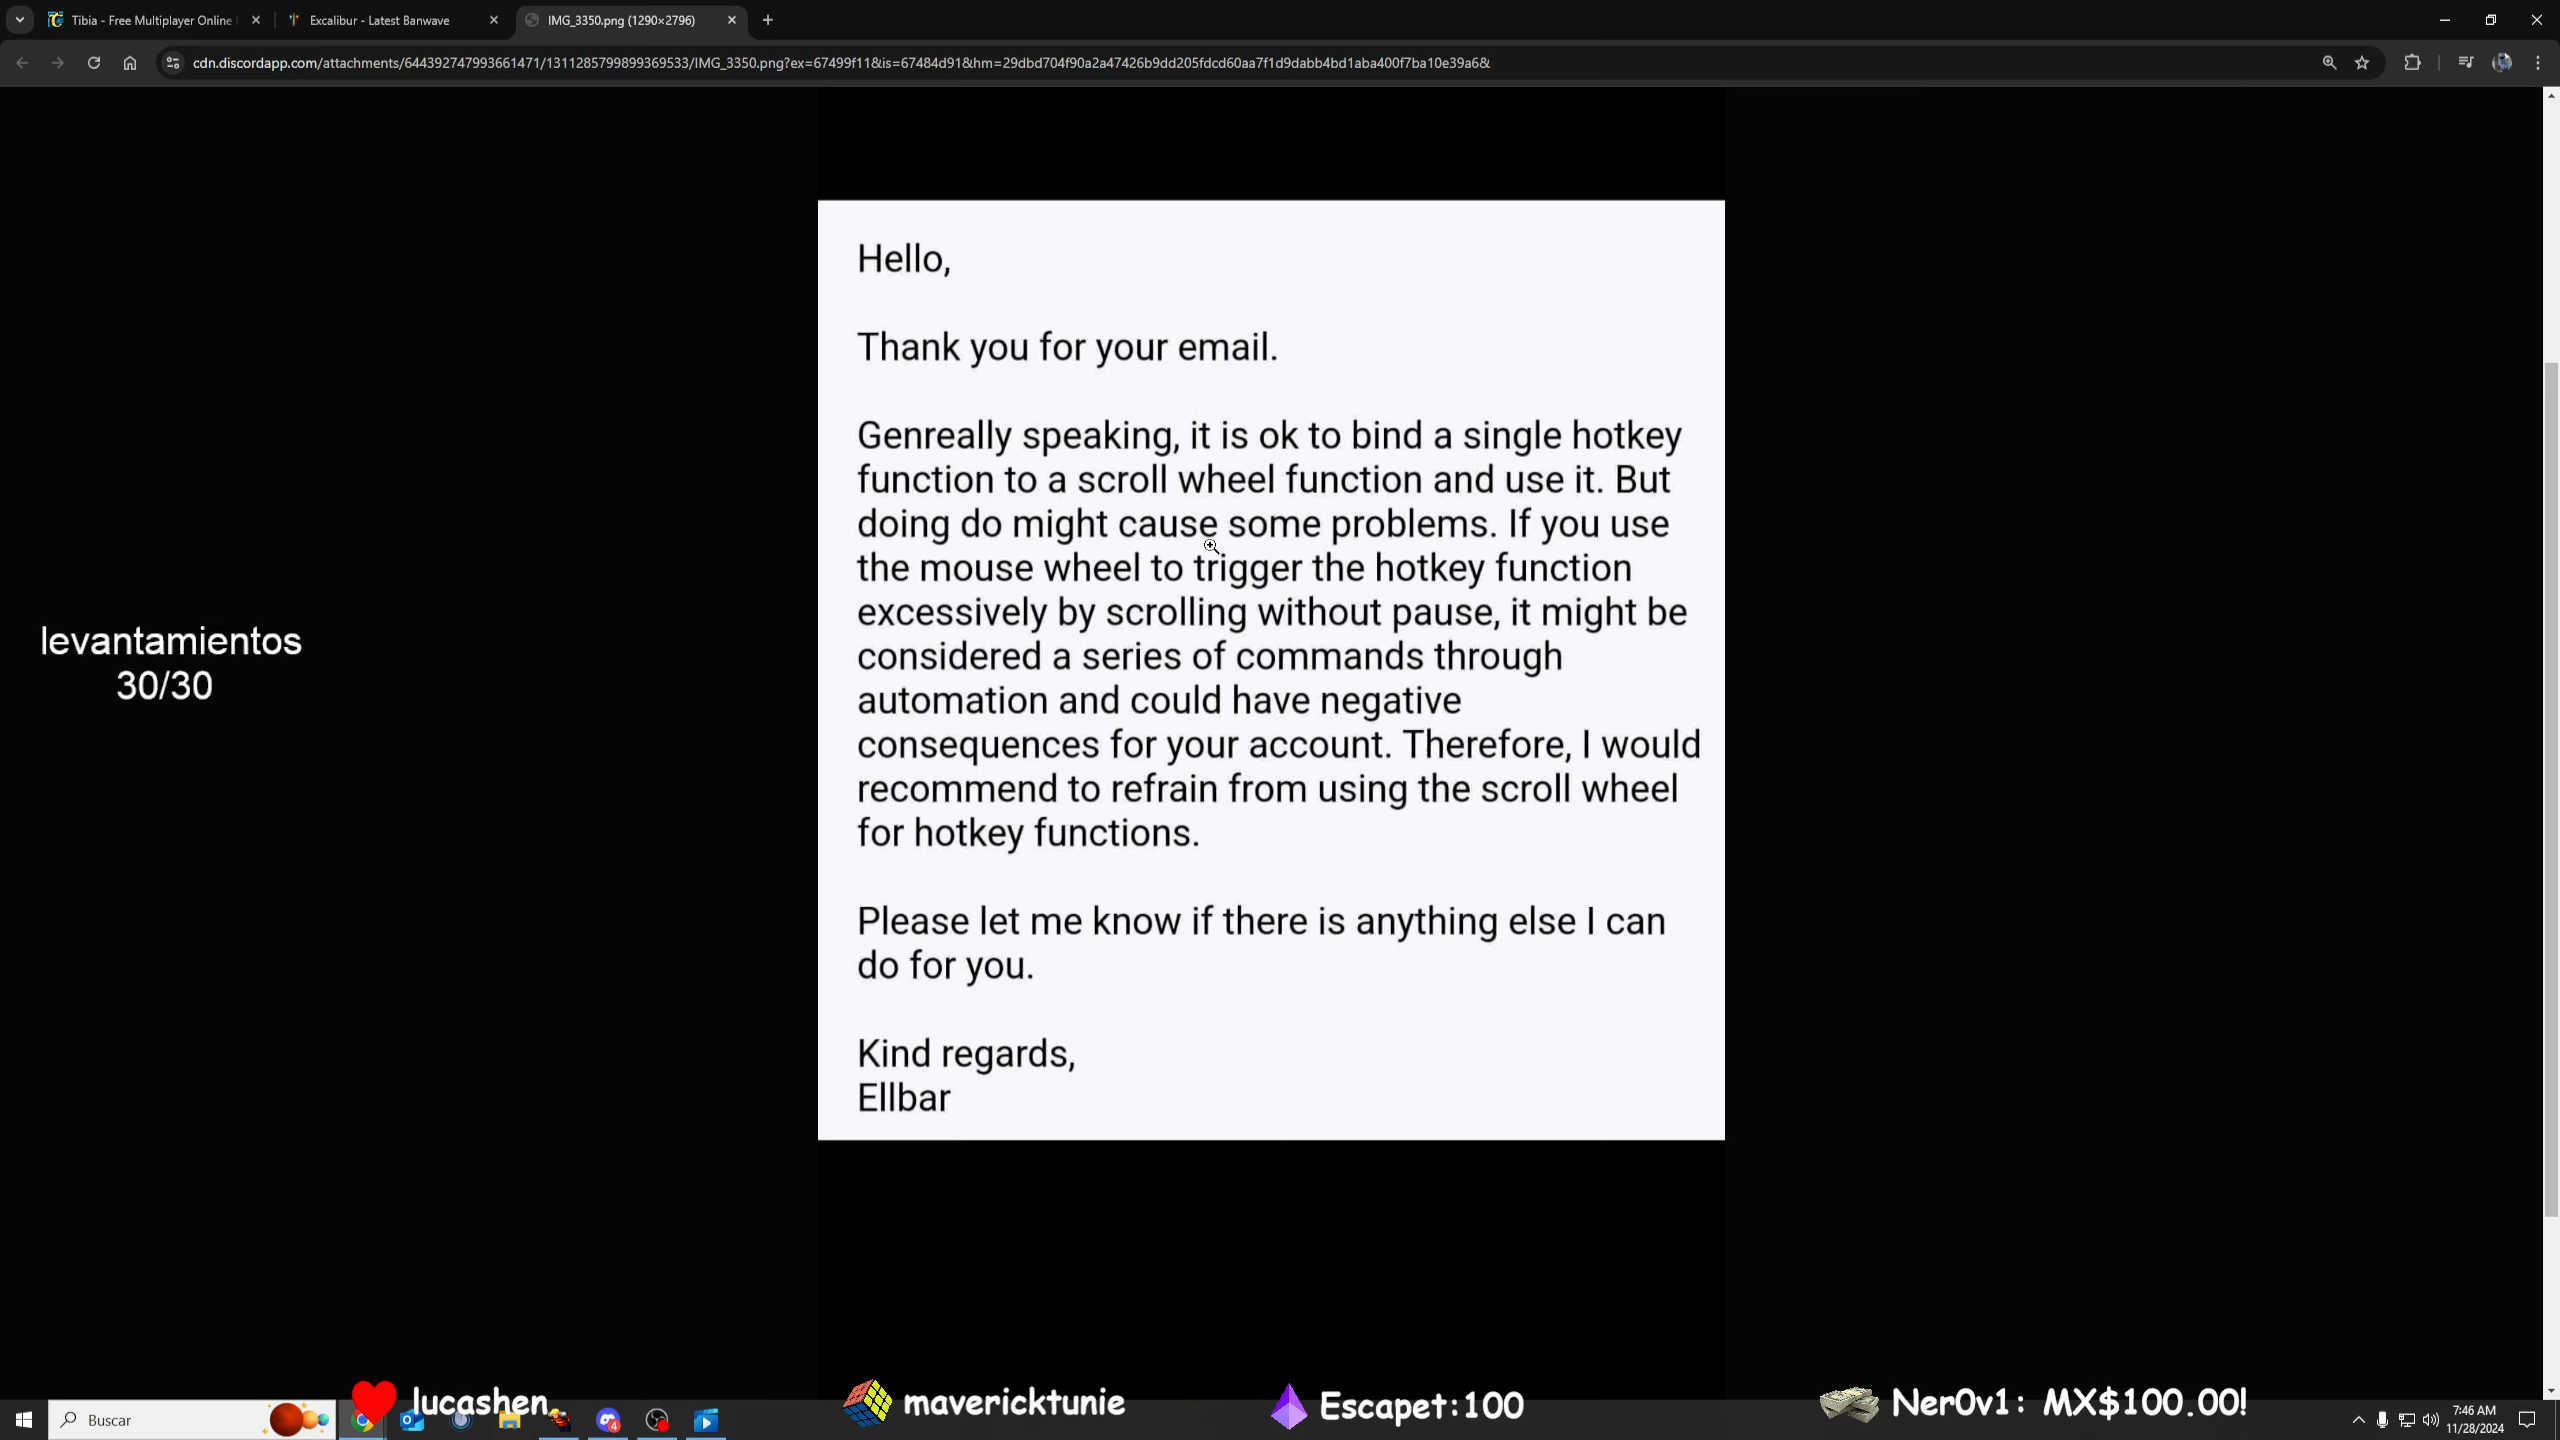 Tibia - Free Multiplayer Online
Excalibur - Latest Banwave
IMG_3350.png (1290×2796)
cdn.discordapp.com/attachments/644392747993661471/1311285799899369533/IMG_3350.png?ex=67499f11&is=67484d91&hm=29dbd704f90a2a47426b9dd205fdcd60aa7f1d9dabb4bd1aba400f7ba10e39a6&
Hello,
Thank you for your email.
Genreally speaking, it is ok to bind a single hotkey
function to a scroll wheel function and use it. But
doing do might cause some problems. If you use
the mouse wheel to trigger the hotkey function
excessively by scrolling without pause, it might be
considered a series of commands through
automation and could have negative
consequences for your account. Therefore, I would
recommend to refrain from using the scroll wheel
for hotkey functions.
Please let me know if there is anything else I can
do for you.
Kind regards,
Ellbar
levantamientos
30/30
lucashen
mavericktunie
Escapet:100
Ner0v1: MX$100.00!
Buscar
4
7:46 AM
11/28/2024